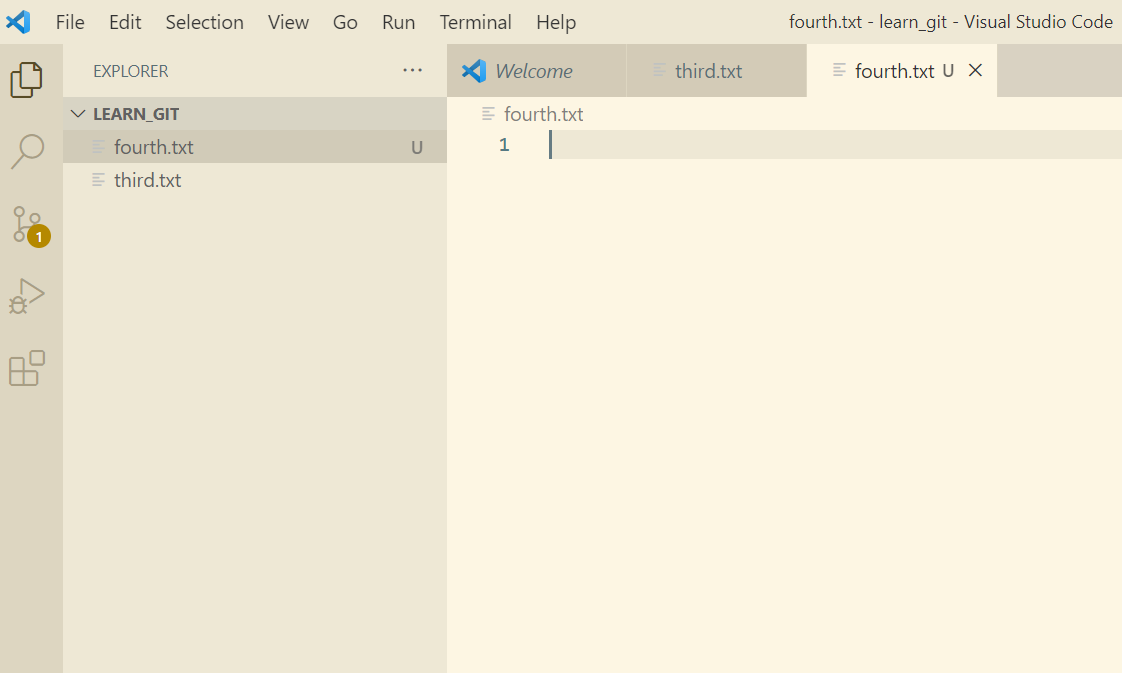 File Edit Selection View Go Run Terminal Help fourth.txt - learn_git - Visual Studio Code
EXPLORER ··· Welcome third.txt fourth.txt U
LEARN_GIT fourth.txt
fourth.txt U 1
third.txt
1